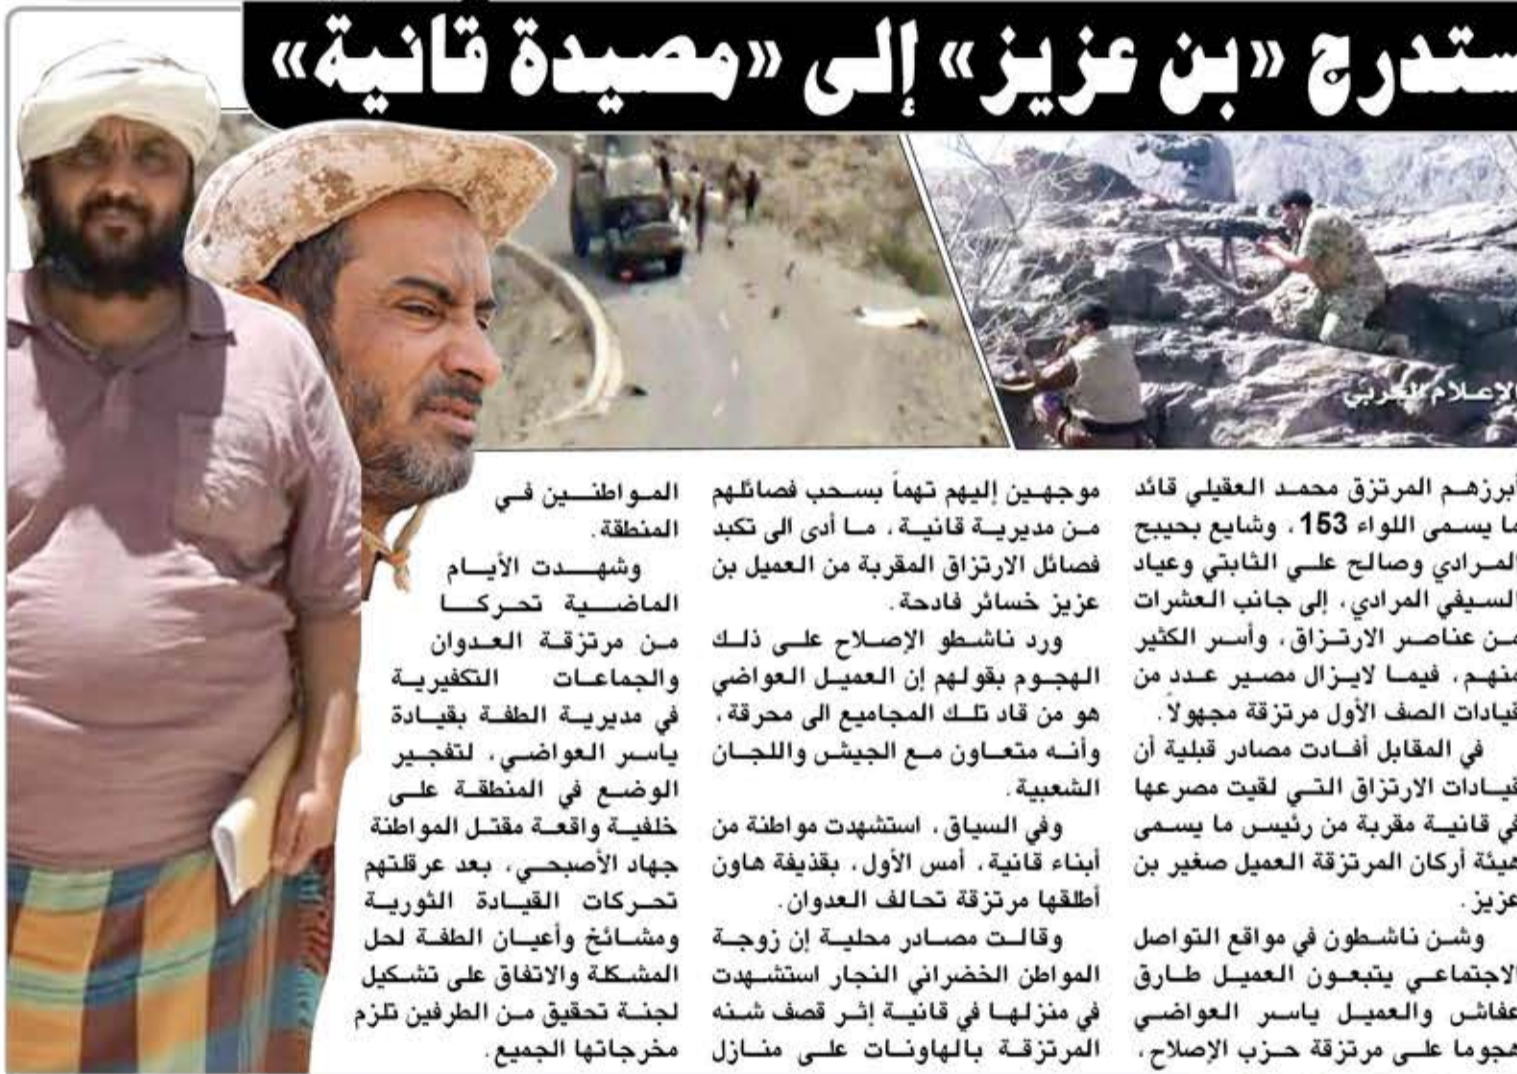 ستدرج «بن عزيز» إلى «مصيدة قانية»
الإعلام الحربي
أبرزهم المرتزق محمد العقيلي قائد
ما يسمى اللواء 153، وشايع بحيبح
المرادي وصالح علي الثابتي وعياد
السيفي المرادي، إلى جانب العشرات
من عناصر الارتزاق، وأسر الكثير
منهم، فيما لايزال مصير عدد من
قيادات الصف الأول مرتزقة مجهولاً.
في المقابل أفادت مصادر قبلية أن
قيادات الارتزاق التي لقيت مصرعها
في قانية مقربة من رئيس ما يسمى
هيئة أركان المرتزقة العميل صغير بن
عزيز.
وشن ناشطون في مواقع التواصل
الاجتماعي يتبعون العميل طارق
عفاش والعميل ياسر العواضي
هجوما على مرتزقة حزب الإصلاح،
موجهين إليهم تهماً بسحب فصائلهم
من مديرية قانية، ما أدى الى تكبد
فصائل الارتزاق المقربة من العميل بن
عزيز خسائر فادحة.
ورد ناشطو الإصلاح على ذلك
الهجوم بقولهم إن العميل العواضي
هو من قاد تلك المجاميع الى محرقة،
وأنه متعاون مع الجيش واللجان
الشعبية.
وفي السياق، استشهدت مواطنة من
أبناء قانية، أمس الأول، بقذيفة هاون
أطلقها مرتزقة تحالف العدوان.
وقالت مصادر محلية إن زوجة
المواطن الخضراني النجار استشهدت
في منزلها في قانية إثر قصف شنه
المرتزقة بالهاونات على منازل
المواطنين في
المنطقة.
وشهدت الأيام
الماضية تحركا
من مرتزقة العدوان
والجماعات التكفيرية
في مديرية الطفة بقيادة
ياسر العواضي، لتفجير
الوضع في المنطقة على
خلفية واقعة مقتل المواطنة
جهاد الأصبحي، بعد عرقلتهم
تحركات القيادة الثورية
ومشائخ وأعيان الطفة لحل
المشكلة والاتفاق على تشكيل
لجنة تحقيق من الطرفين تلزم
مخرجاتها الجميع.